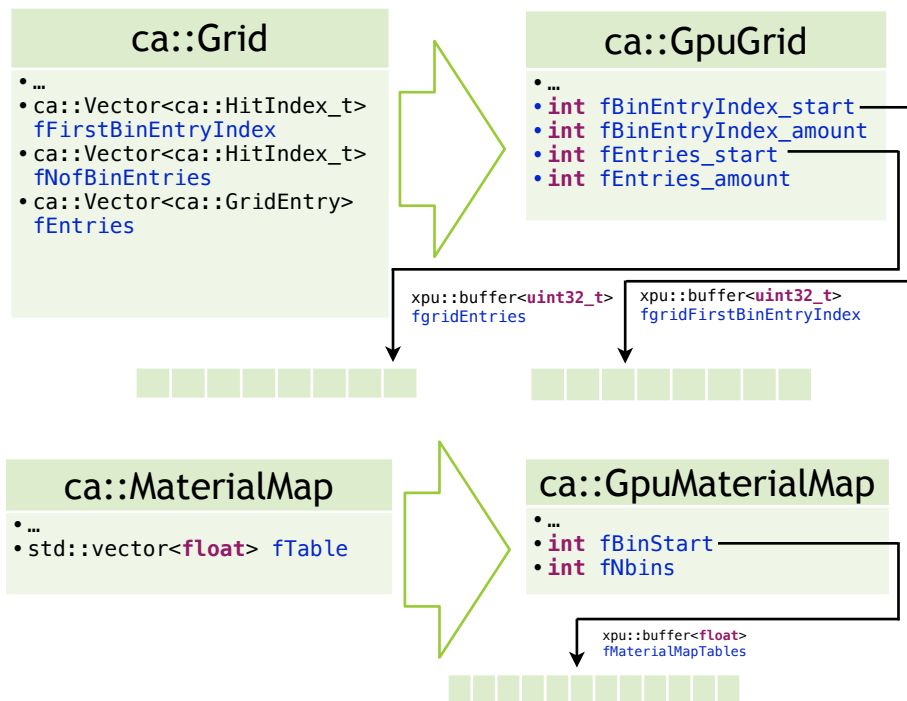 ca::Grid
• …
• ca::Vector<ca::HitIndex_t>
fFirstBinEntryIndex
• ca::Vector<ca::HitIndex_t>
fNofBinEntries
• ca::Vector<ca::GridEntry>
fEntries
ca::GpuGrid
• …
• int fBinEntryIndex_start
• int fBinEntryIndex_amount
• int fEntries_start
• int fEntries_amount
xpu::buffer<uint32_t>
fgridEntries
xpu::buffer<uint32_t>
fgridFirstBinEntryIndex
ca::MaterialMap
• …
• std::vector<float> fTable
ca::GpuMaterialMap
• …
• int fBinStart
• int fNbins
xpu::buffer<float>
fMaterialMapTables